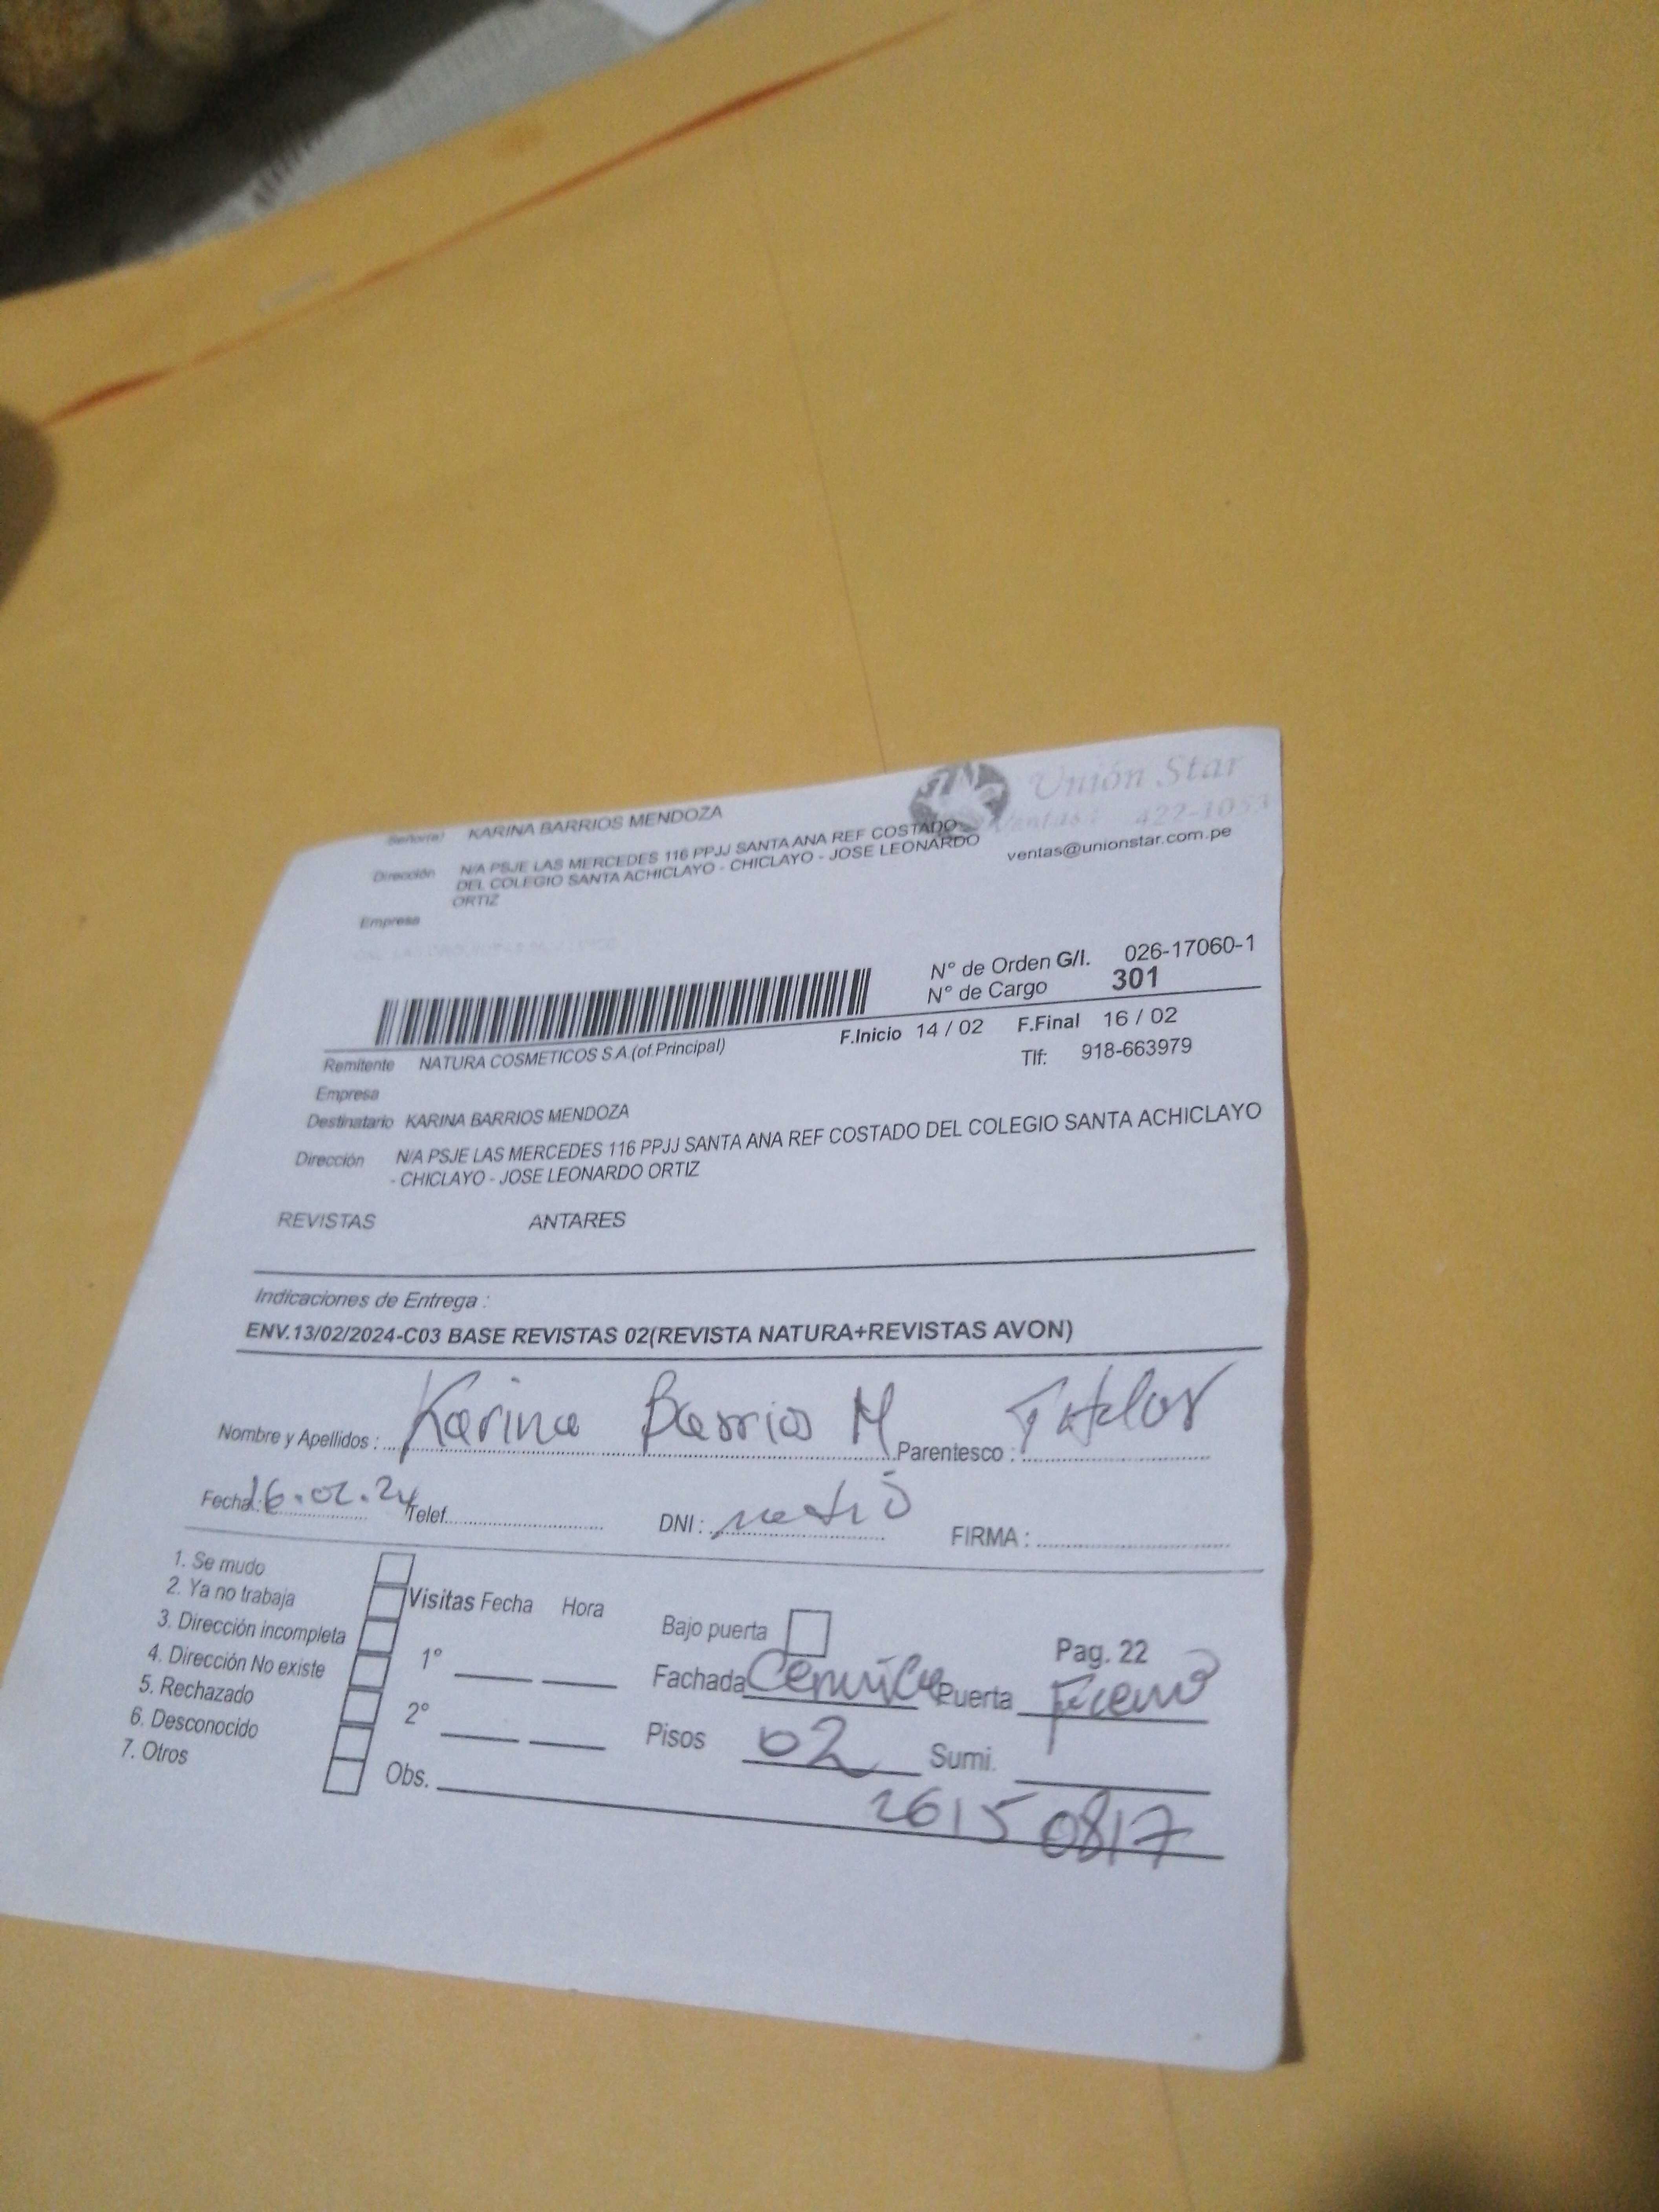 Unión Star
Señor(a) KARINA BARRIOS MENDOZA
Ventas: 422-1053
Dirección N/A PSJE LAS MERCEDES 116 PPJJ SANTA ANA REF COSTADO
DEL COLEGIO SANTA ACHICLAYO - CHICLAYO - JOSE LEONARDO
ORTIZ
ventas@unionstar.com.pe
Empresa
N° de Orden G/I. 026-17060-1
N° de Cargo 301
F.Inicio 14 / 02 F.Final 16 / 02
Remitente NATURA COSMETICOS S.A.(of.Principal)
Tlf: 918-663979
Empresa
Destinatario KARINA BARRIOS MENDOZA
Dirección N/A PSJE LAS MERCEDES 116 PPJJ SANTA ANA REF COSTADO DEL COLEGIO SANTA ACHICLAYO
- CHICLAYO - JOSE LEONARDO ORTIZ
REVISTAS ANTARES
Indicaciones de Entrega :
ENV.13/02/2024-C03 BASE REVISTAS 02(REVISTA NATURA+REVISTAS AVON)
Nombre y Apellidos : Karina Barrios M Parentesco :
Fecha: 16.02.24 Telef. DNI : FIRMA :
1. Se mudo
2. Ya no trabaja
3. Dirección incompleta
4. Dirección No existe
5. Rechazado
6. Desconocido
7. Otros
Visitas Fecha Hora
1°
2°
Obs.
Bajo puerta Pag. 22
Fachada Puerta
Pisos 02 Sumi.
26150817